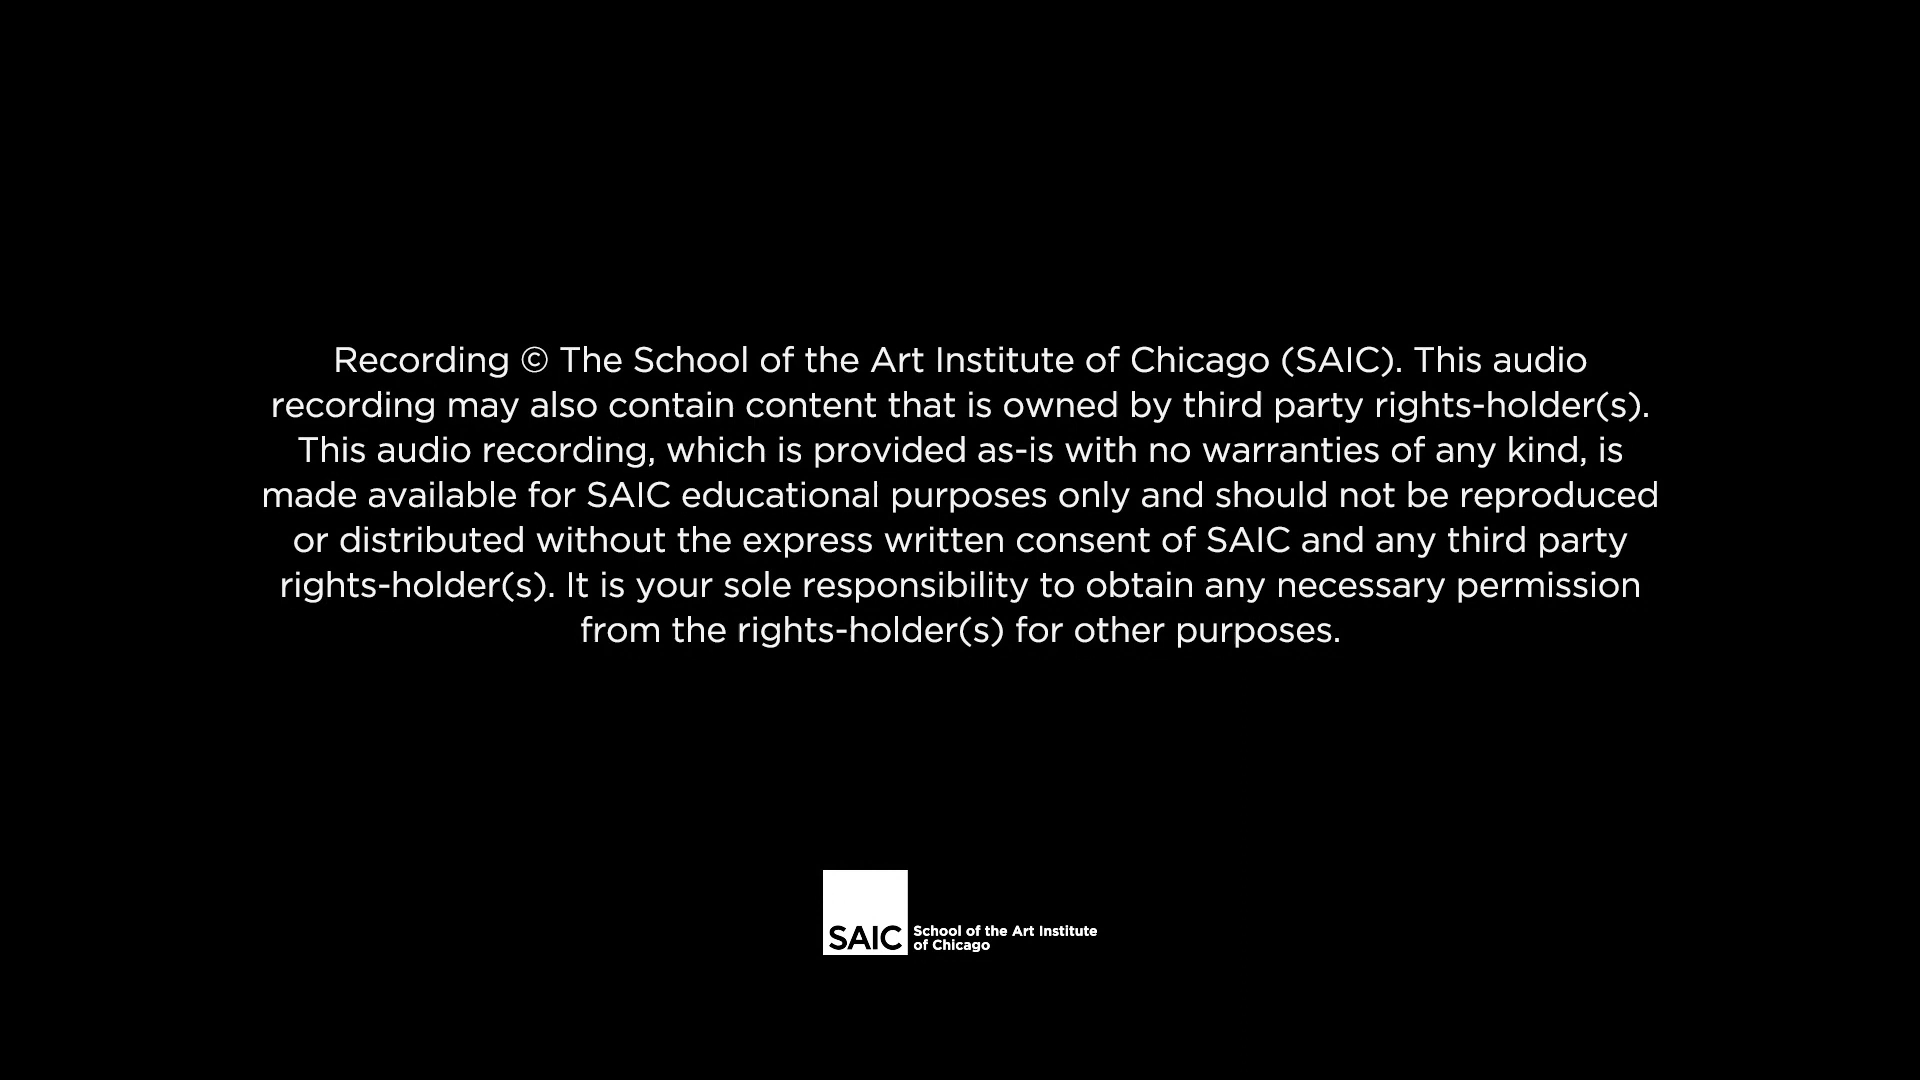 Recording © The School of the Art Institute of Chicago (SAIC). This audio
recording may also contain content that is owned by third party rights-holder(s).
This audio recording, which is provided as-is with no warranties of any kind, is
made available for SAIC educational purposes only and should not be reproduced
or distributed without the express written consent of SAIC and any third party
rights-holder(s). It is your sole responsibility to obtain any necessary permission
from the rights-holder(s) for other purposes.
SAIC
School of the Art Institute
of Chicago